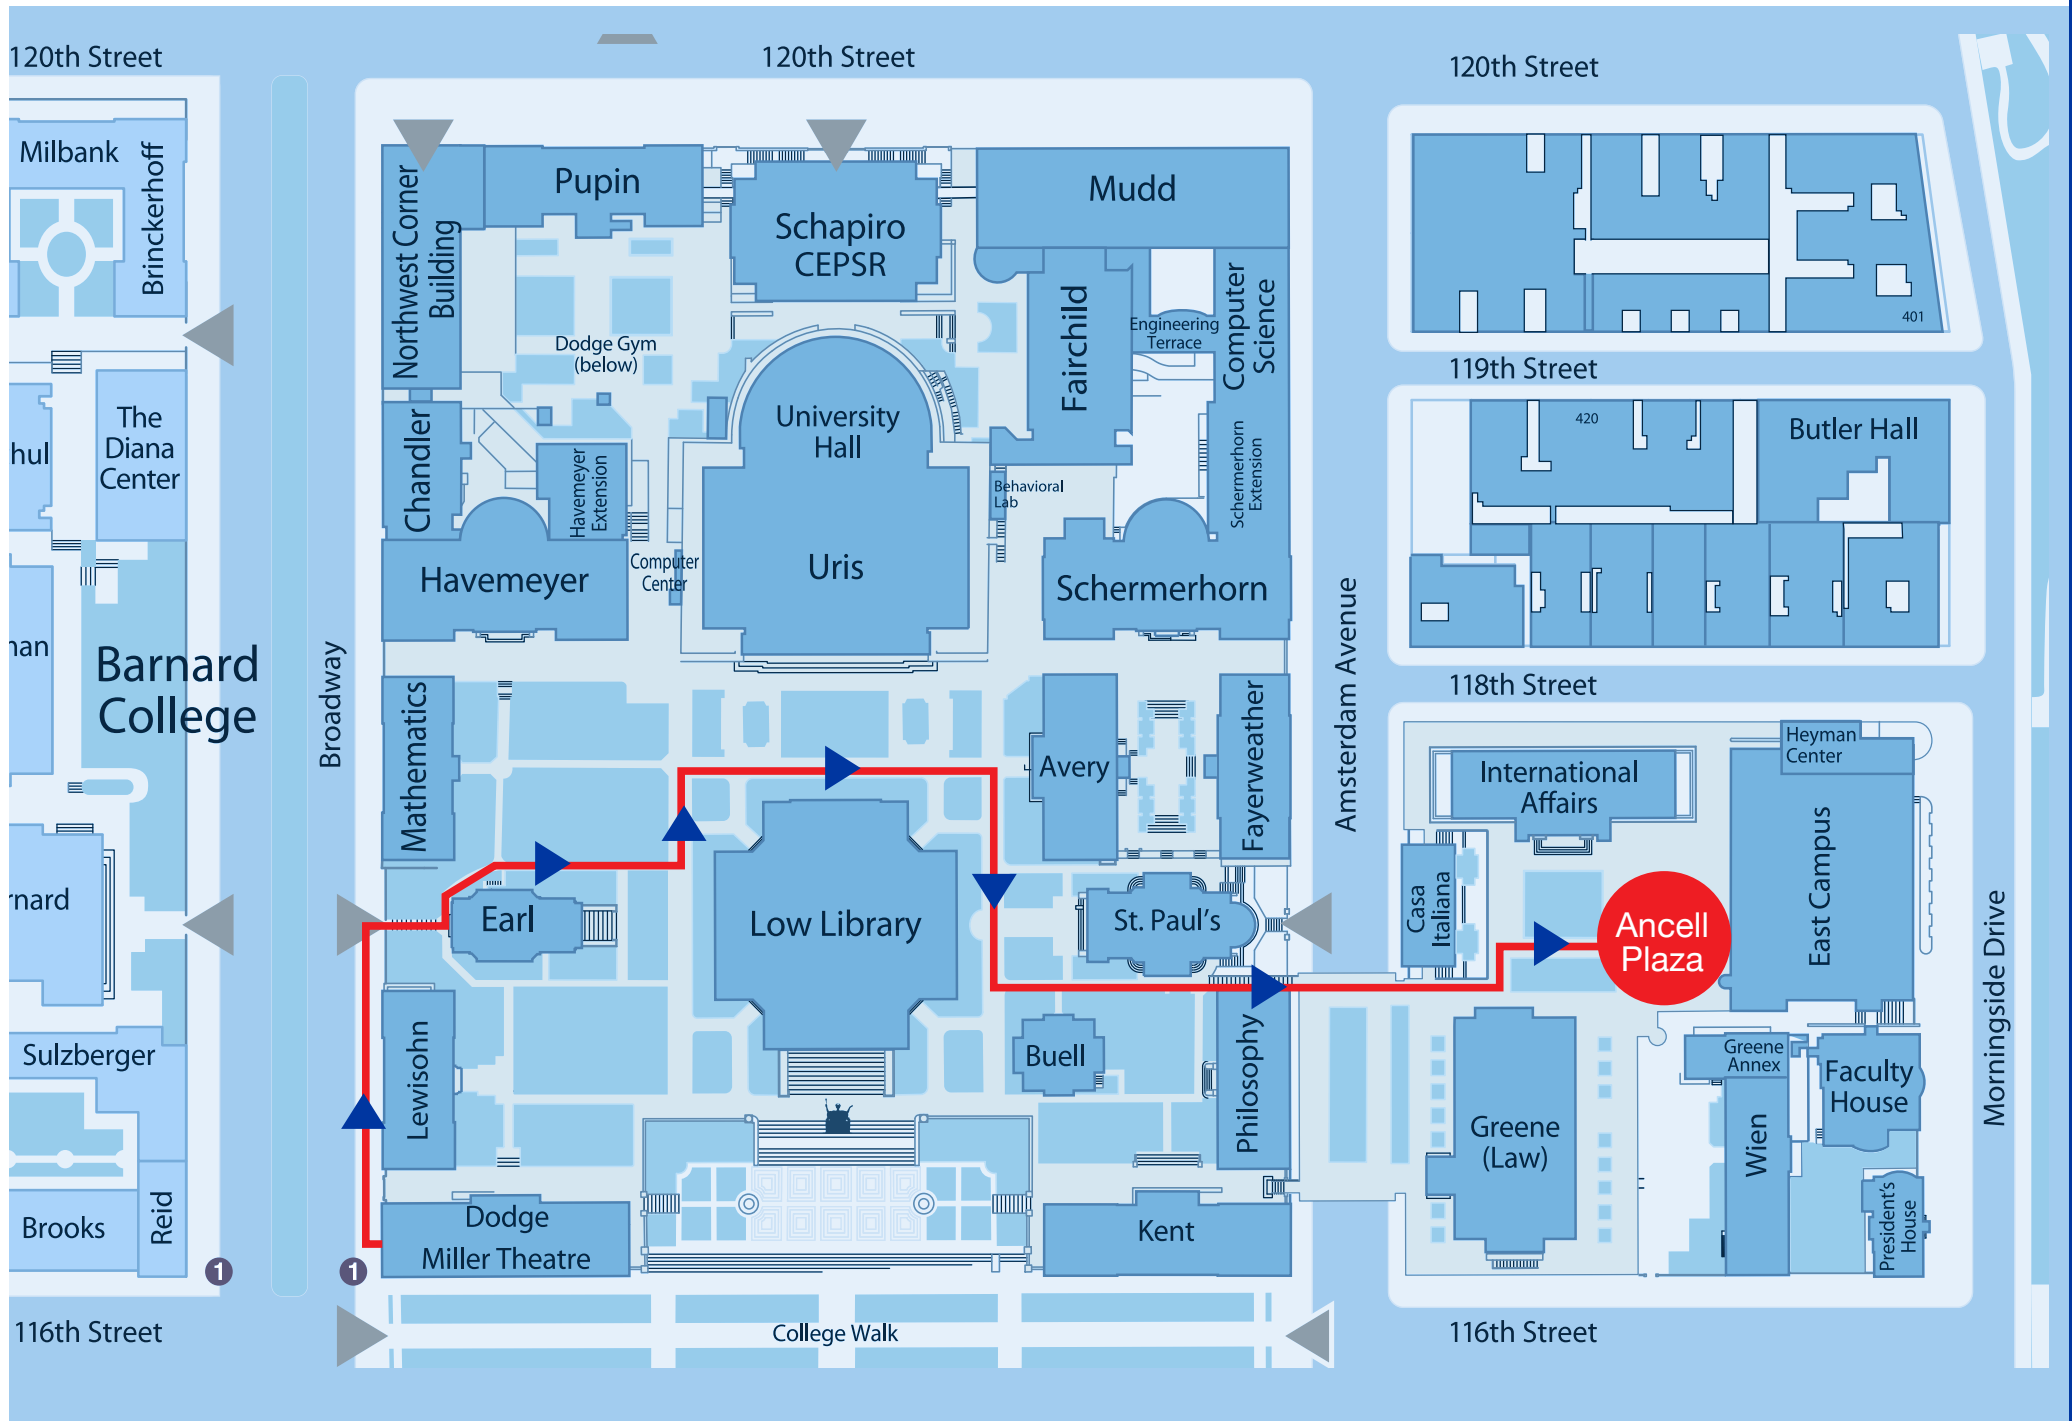 120th Street
120th Street
120th Street
Milbank
Brinckerhoff
Northwest Corner
Building
Pupin
Schapiro
CEPSR
Mudd
Fairchild
Engineering
Terrace
Computer
Science
Dodge Gym
(below)
401
119th Street
The
Diana
Center
hul
Chandler
Havemeyer
Extension
University
Hall
Behavioral
Lab
Schermerhorn
Extension
420
Butler Hall
Havemeyer
Computer
Center
Uris
Schermerhorn
Amsterdam Avenue
nan
Barnard
College
Broadway
118th Street
Mathematics
Avery
Fayerweather
International
Affairs
Heyman
Center
East Campus
Casa
Italiana
rnard
Earl
Low Library
St. Paul's
Ancell
Plaza
Morningside Drive
Sulzberger
Lewisohn
Buell
Philosophy
Greene
(Law)
Greene
Annex
Faculty
House
Wien
President's
House
Brooks
Reid
Dodge
Miller Theatre
Kent
1
1
116th Street
College Walk
116th Street